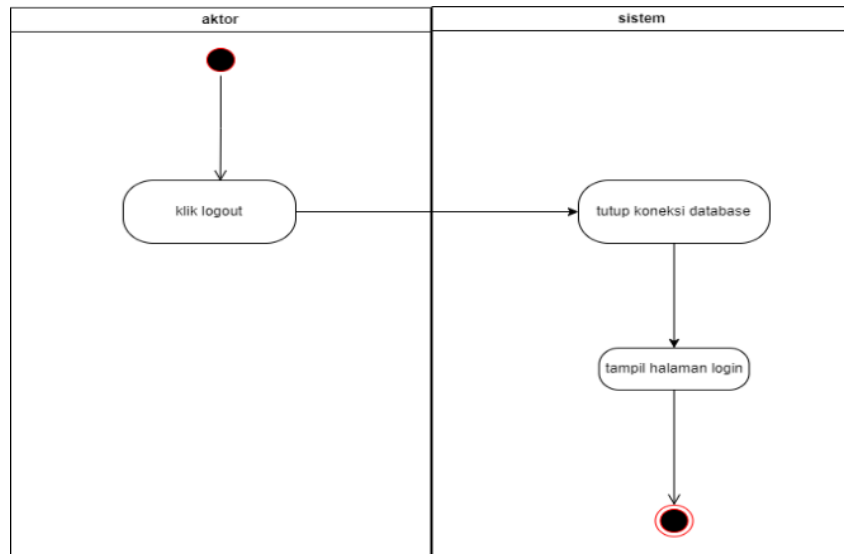 aktor
sistem
klik logout
tutup koneksi database
tampil halaman login